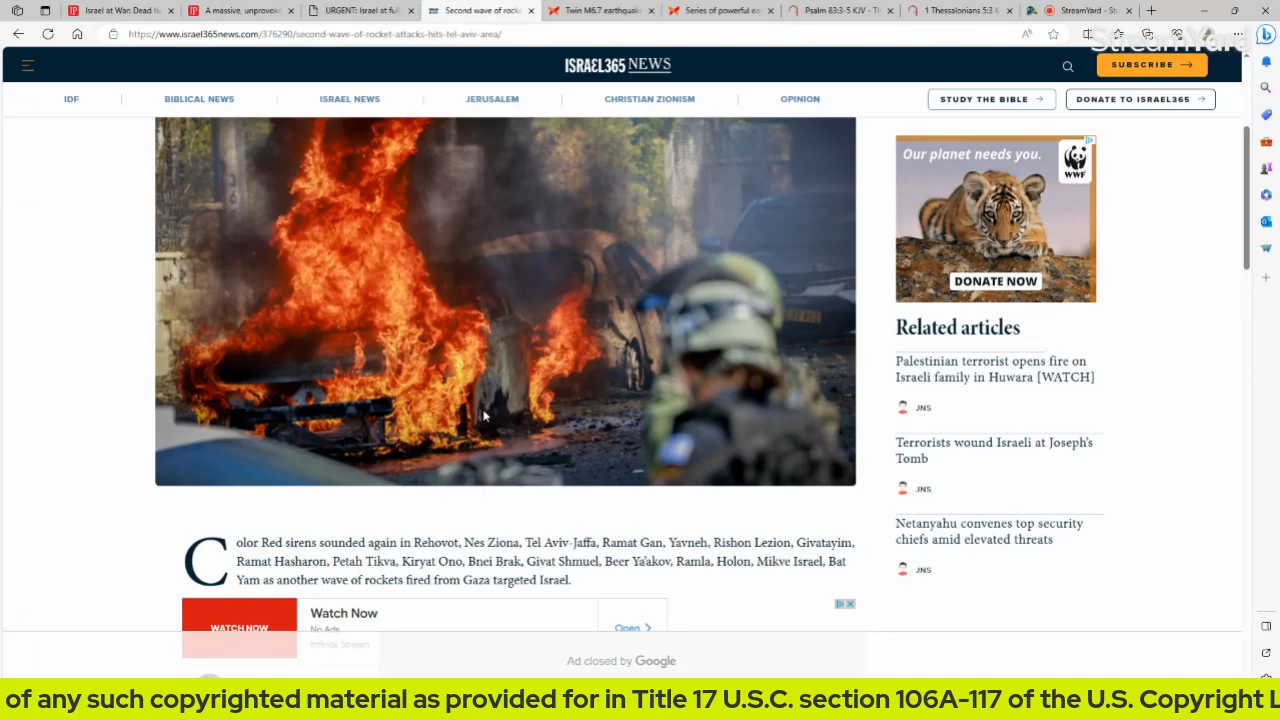 Israel at War: Dead Is
A massive, unprovok
URGENT: Israel at full
Second wave of rocke
Twin M6.7 earthquake
Series of powerful ea
Psalm 83:3-5 KJV - Th
1 Thessalonians 5:3 K
StreamYard - St
https://www.israel365news.com/376290/second-wave-of-rocket-attacks-hits-tel-aviv-area/
StreamYard
ISRAEL365 NEWS
SUBSCRIBE
IDF
BIBLICAL NEWS
ISRAEL NEWS
JERUSALEM
CHRISTIAN ZIONISM
OPINION
STUDY THE BIBLE
DONATE TO ISRAEL365
Our planet needs you.
WWF
DONATE NOW
Related articles
Palestinian terrorist opens fire on
Israeli family in Huwara [WATCH]
JNS
Terrorists wound Israeli at Joseph's
Tomb
JNS
Netanyahu convenes top security
chiefs amid elevated threats
JNS
Color Red sirens sounded again in Rehovot, Nes Ziona, Tel Aviv-Jaffa, Ramat Gan, Yavneh, Rishon Lezion, Givatayim,
Ramat Hasharon, Petah Tikva, Kiryat Ono, Bnei Brak, Givat Shmuel, Beer Ya'akov, Ramla, Holon, Mikve Israel, Bat
Yam as another wave of rockets fired from Gaza targeted Israel.
WATCH NOW
Watch Now
No Ads
Infinite Stream
Open
Ad closed by Google
of any such copyrighted material as provided for in Title 17 U.S.C. section 106A-117 of the U.S. Copyright L